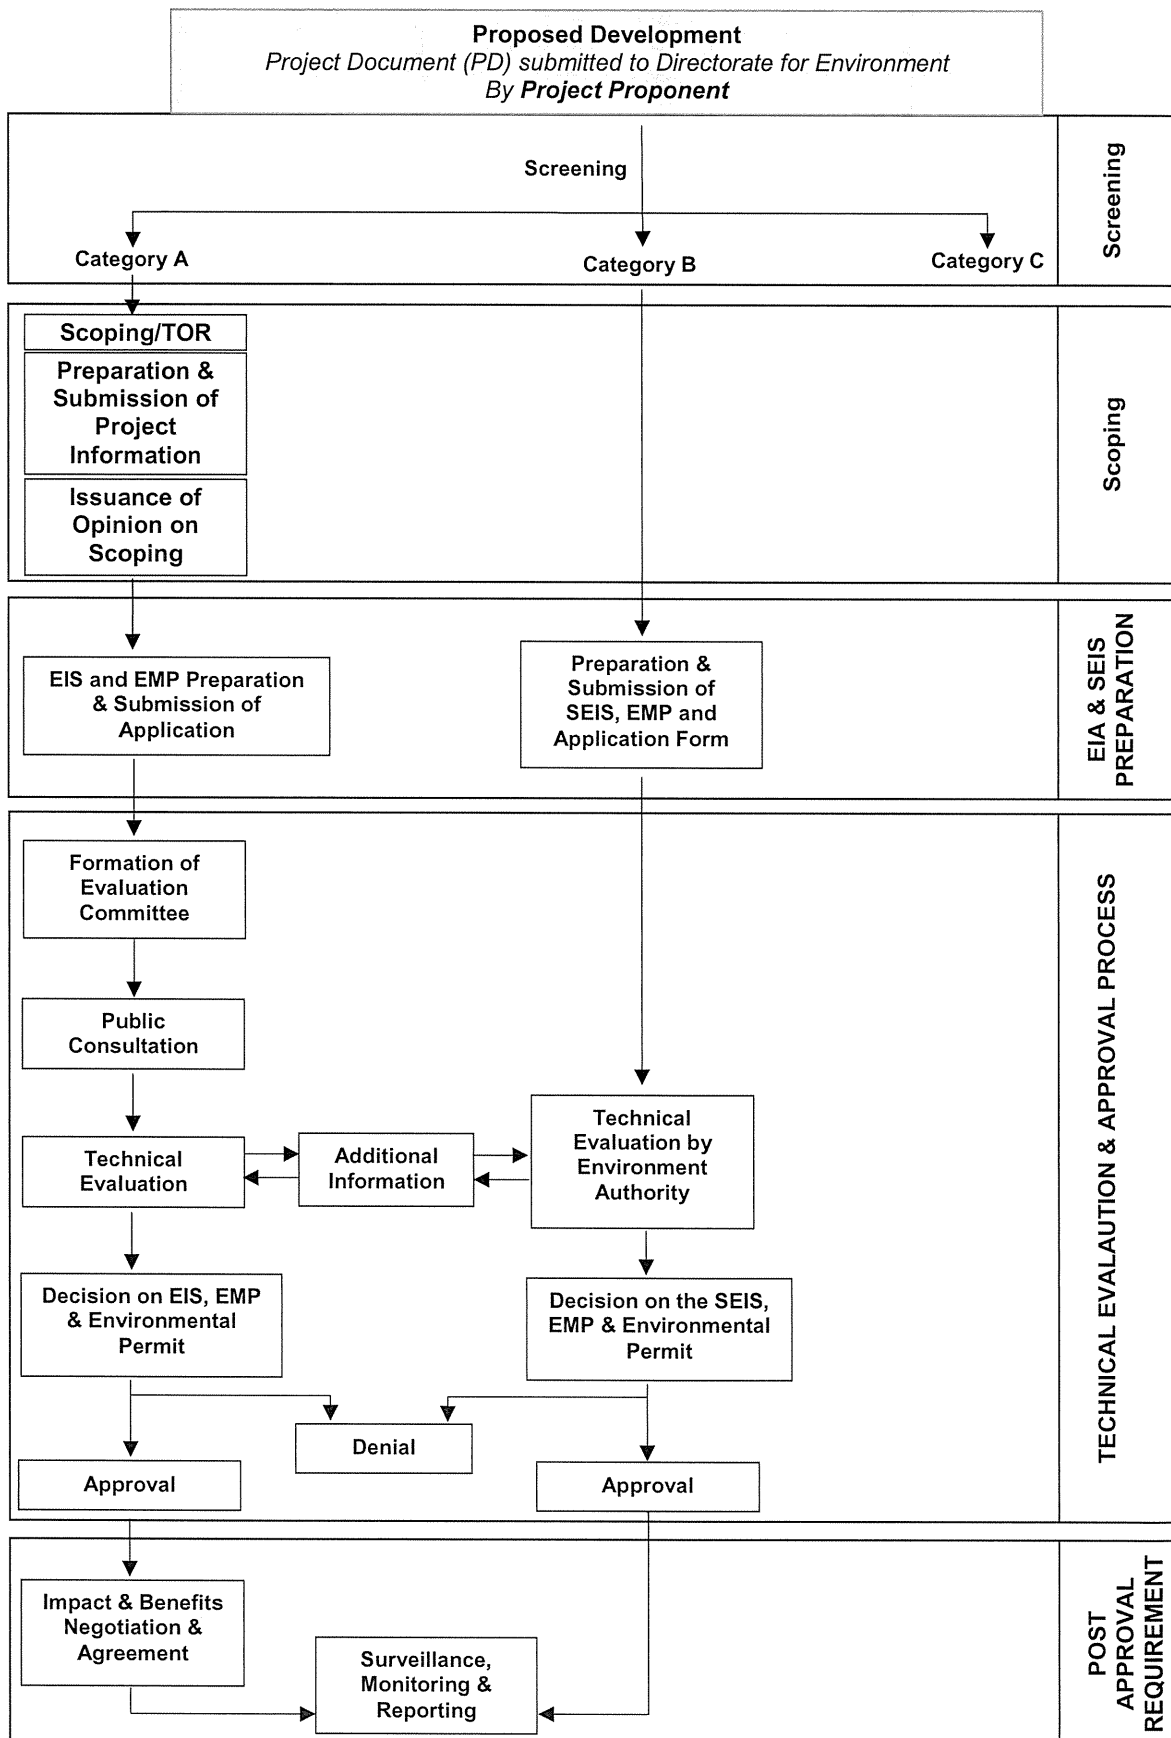 Proposed Development
Project Document (PD) submitted to Directorate for Environment
By Project Proponent
Screening
Category A
Category B
Category C
Screening
Scoping/TOR
Preparation &
Submission of
Project
Information
Issuance of
Opinion on
Scoping
Scoping
EIS and EMP Preparation
& Submission of
Application
Preparation &
Submission of
SEIS, EMP and
Application Form
EIA & SEIS
PREPARATION
Formation of
Evaluation
Committee
Public
Consultation
Technical
Evaluation
Additional
Information
Technical
Evaluation by
Environment
Authority
Decision on EIS, EMP
& Environmental
Permit
Decision on the SEIS,
EMP & Environmental
Permit
Denial
Approval
Approval
TECHNICAL EVALAUTION & APPROVAL PROCESS
Impact & Benefits
Negotiation &
Agreement
Surveillance,
Monitoring &
Reporting
POST
APPROVAL
REQUIREMENT